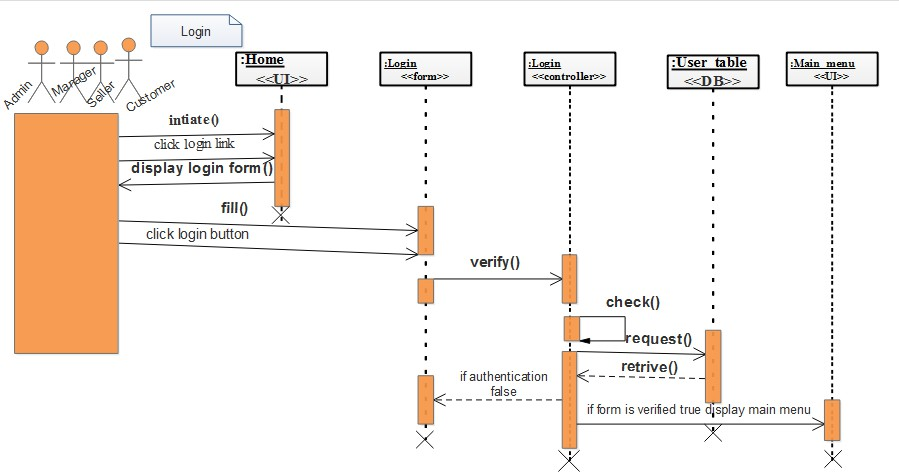 Login
Admin
Manager
Seller
Customer
:Home
<<UI>>
:Login
<<form>>
:Login
<<controller>>
:User_table
<<DB>>
:Main_menu
<<UI>>
intiate()
click login link
display login form()
fill()
click login button
verify()
check()
request()
retrive()
if authentication
false
if form is verified true display main menu